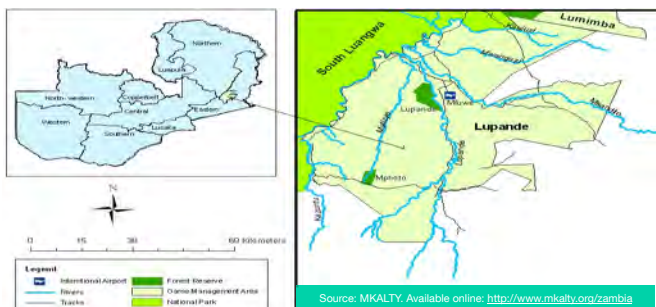 Northern
Luapula
North-western
Copperbelt
Central
Eastern
Western
Lusaka
Southern
N
0 15 30 60 Kilometers
Legend
International Airport
Rivers
Tracks
Forest Reserve
Game Management Area
National Park
South Luangwa
Lumimba
Mfuwe
Lupande
Lupande
Lupande
Source: MKALTY. Available online: http://www.mkalty.org/zambia